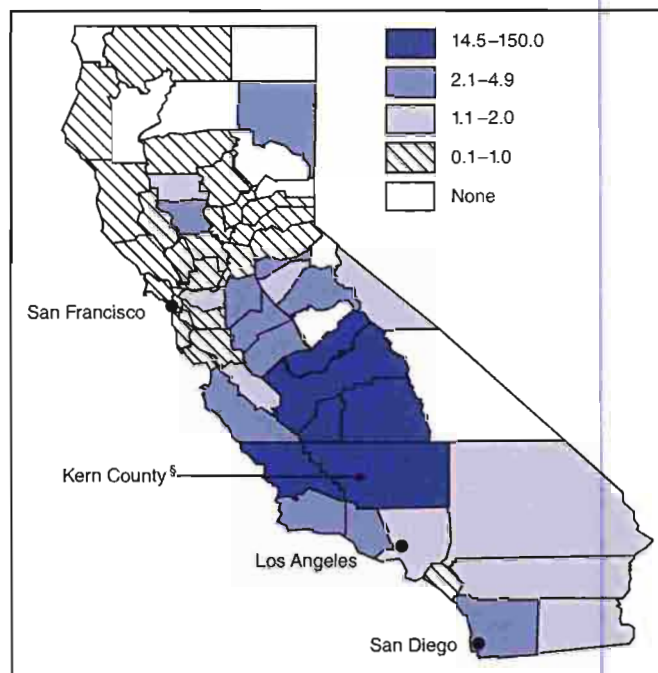 14.5–150.0
2.1–4.9
1.1–2.0
0.1–1.0
None
San Francisco
Kern County§
Los Angeles
San Diego